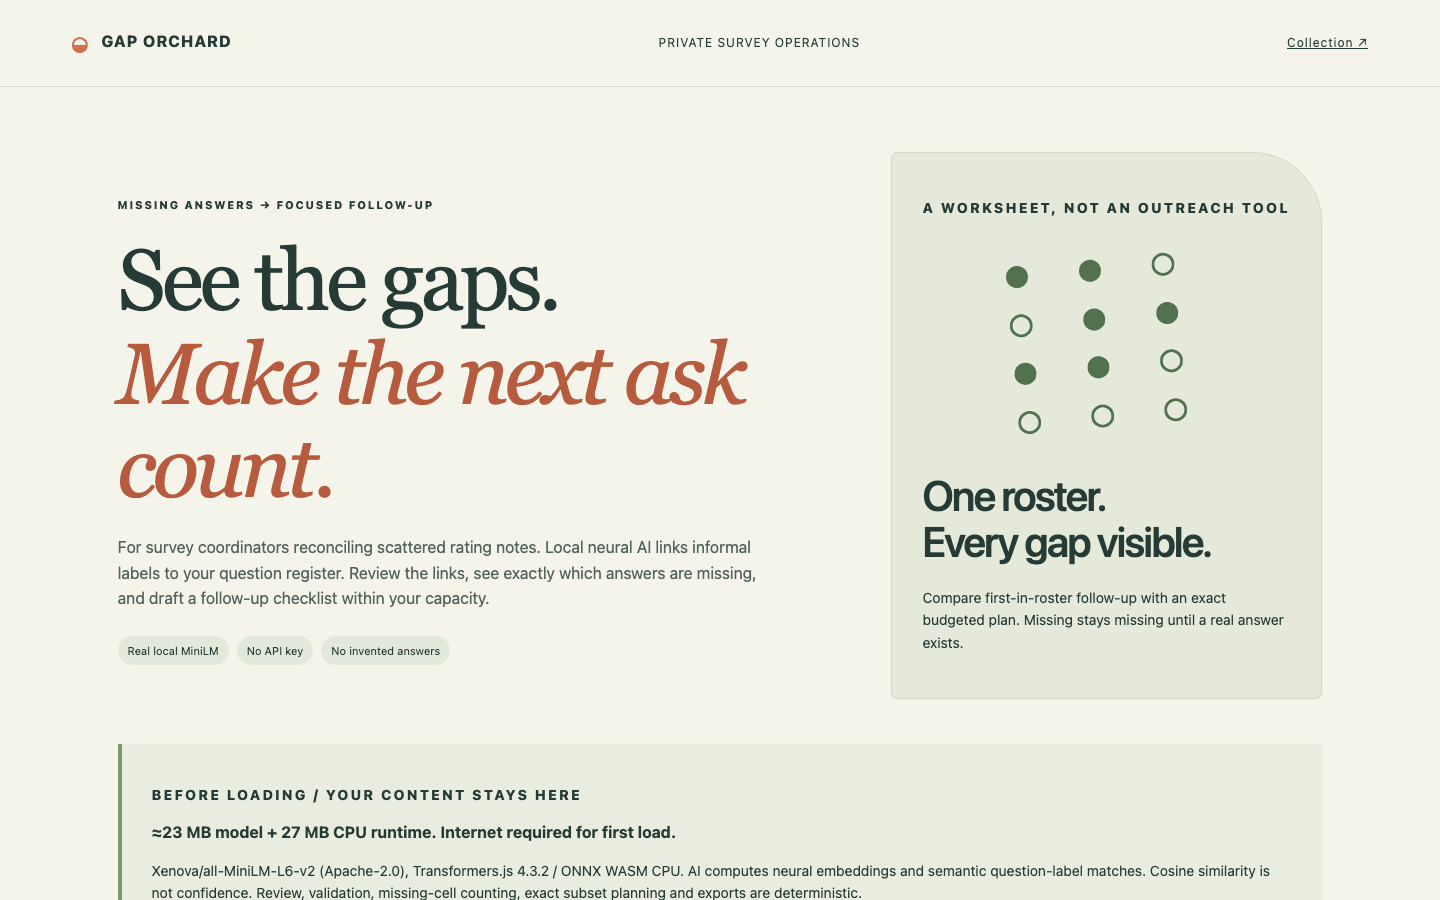 GAP ORCHARD
PRIVATE SURVEY OPERATIONS
Collection ↗
MISSING ANSWERS → FOCUSED FOLLOW-UP
See the gaps.
Make the next ask
count.
For survey coordinators reconciling scattered rating notes. Local neural AI links informal
labels to your question register. Review the links, see exactly which answers are missing,
and draft a follow-up checklist within your capacity.
Real local MiniLM
No API key
No invented answers
A WORKSHEET, NOT AN OUTREACH TOOL
One roster.
Every gap visible.
Compare first-in-roster follow-up with an exact
budgeted plan. Missing stays missing until a real answer
exists.
BEFORE LOADING / YOUR CONTENT STAYS HERE
≈23 MB model + 27 MB CPU runtime. Internet required for first load.
Xenova/all-MiniLM-L6-v2 (Apache-2.0), Transformers.js 4.3.2 / ONNX WASM CPU. AI computes neural embeddings and semantic question-label matches. Cosine similarity is
not confidence. Review, validation, missing-cell counting, exact subset planning and exports are deterministic.